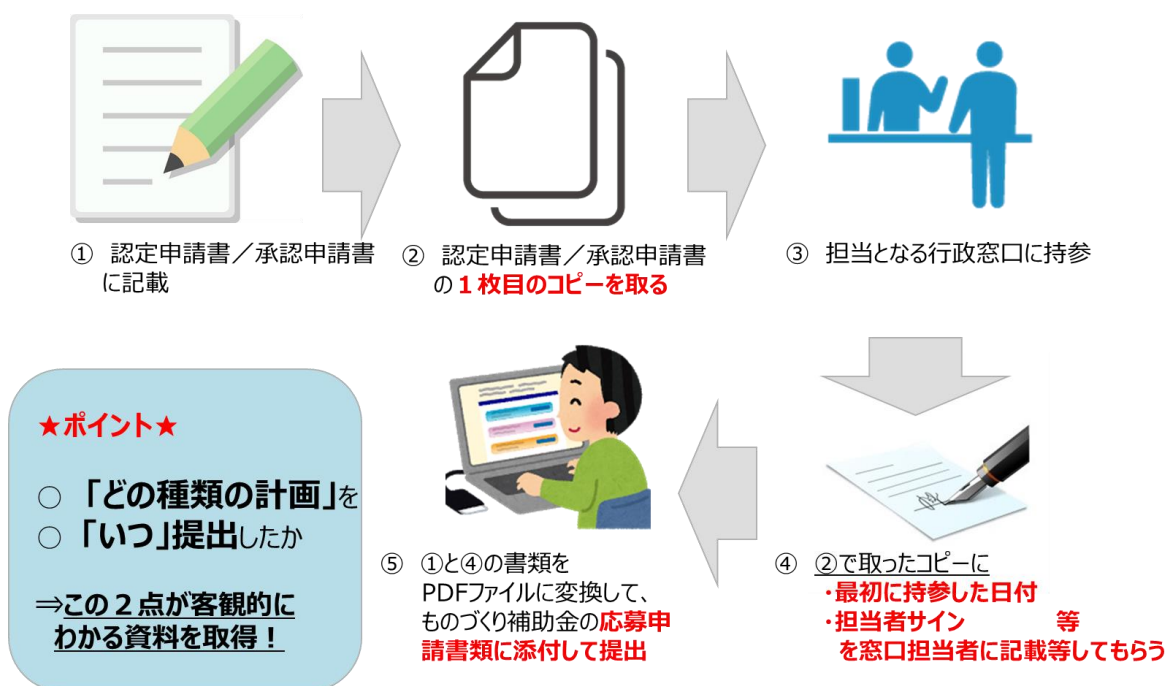 ① 認定申請書／承認申請書
に記載
② 認定申請書／承認申請書
の１枚目のコピーを取る
③ 担当となる行政窓口に持参
★ポイント★
○ 「どの種類の計画」を
○ 「いつ」提出したか
⇒この２点が客観的に
わかる資料を取得！
⑤ ①と④の書類を
PDFファイルに変換して、
ものづくり補助金の応募申
請書類に添付して提出
④ ②で取ったコピーに
・最初に持参した日付
・担当者サイン 等
を窓口担当者に記載等してもらう